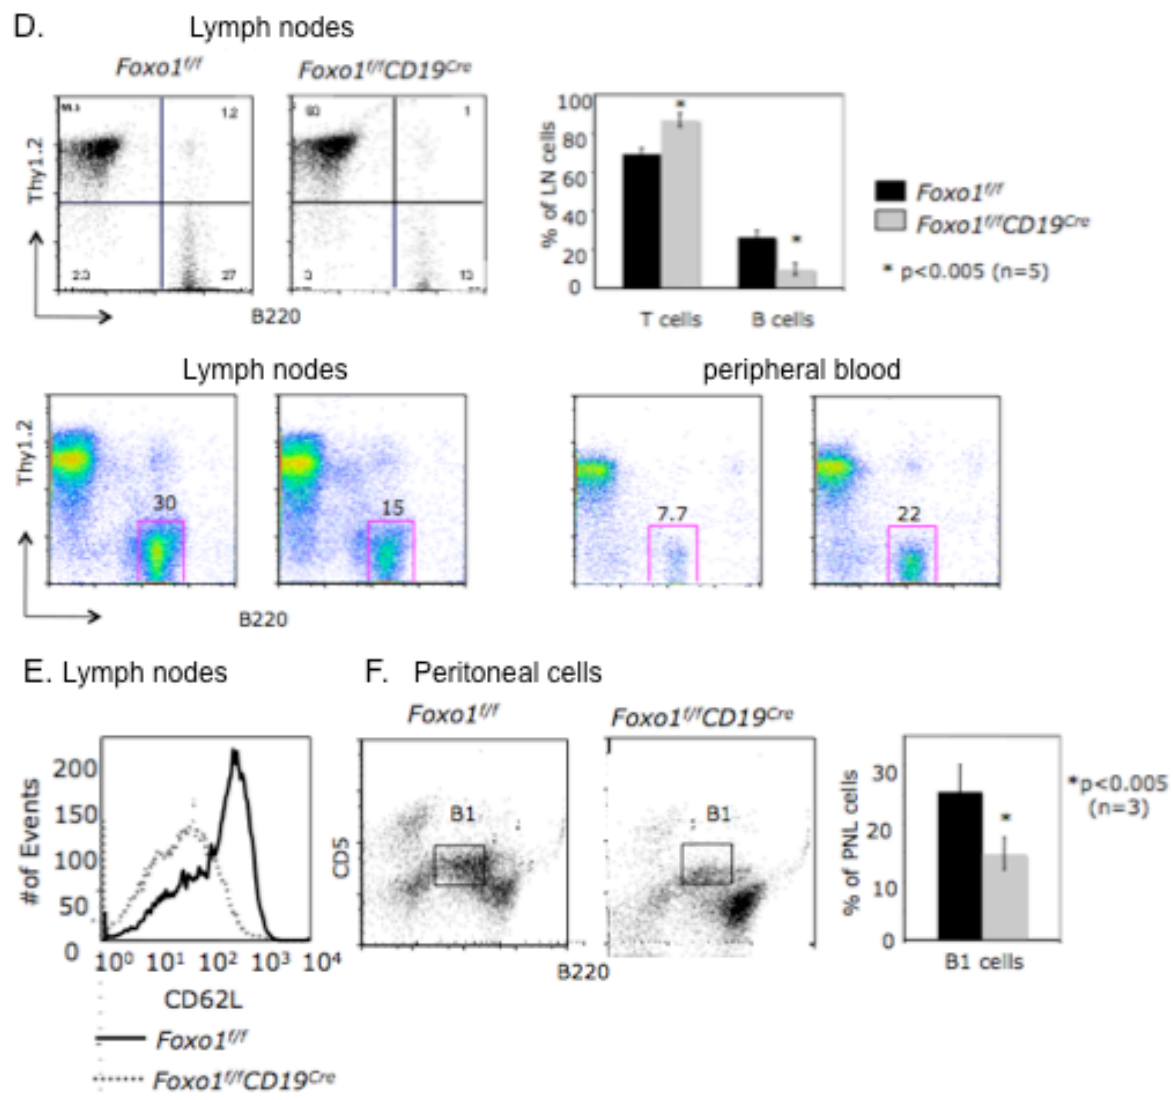 D.
Lymph nodes
Foxo1f/f
Foxo1f/fCD19Cre
Thy1.2
1.2
2.3
27
1
B220
% of LN cells
100
80
60
40
20
0
*
*
T cells
B cells
Foxo1f/f
Foxo1f/fCD19Cre
* p<0.005 (n=5)
Lymph nodes
peripheral blood
Thy1.2
30
15
7.7
22
B220
E. Lymph nodes
#of Events
200
150
100
50
0
10⁰ 10¹ 10² 10³ 10⁴
CD62L
Foxo1f/f
Foxo1f/fCD19Cre
F. Peritoneal cells
Foxo1f/f
Foxo1f/fCD19Cre
CD5
B1
B1
B220
% of PNL cells
30
20
10
0
*
B1 cells
*p<0.005
(n=3)